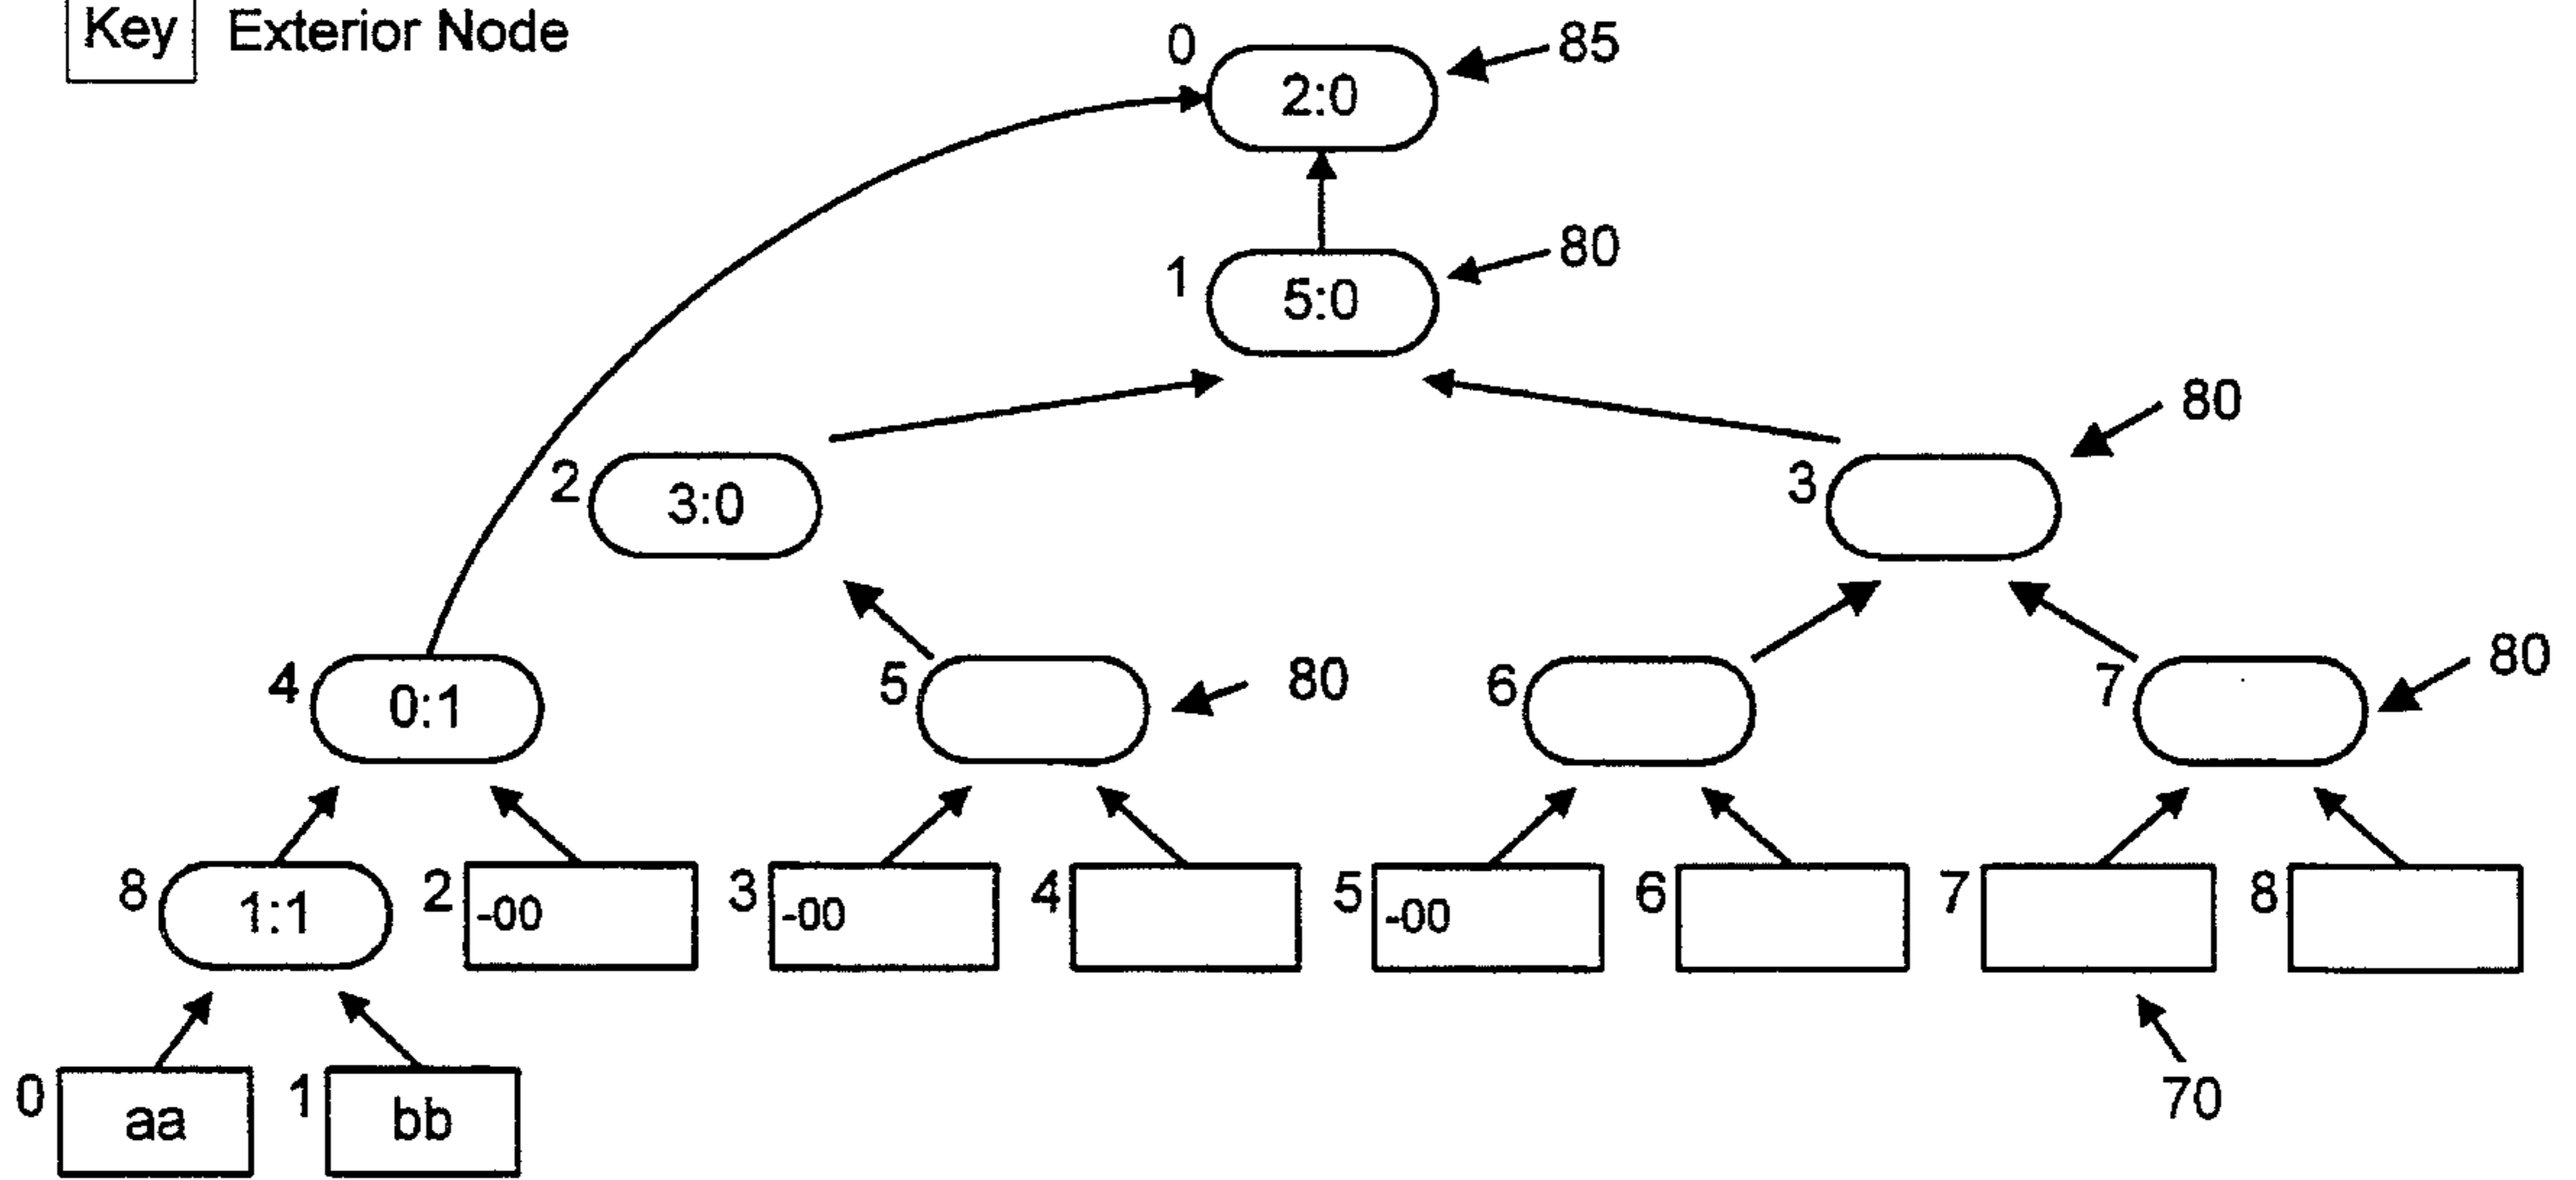 Key Exterior Node
0 2:0 85
1 5:0 80
2 3:0 3 80
4 0:1 5 80 6 7 80
8 1:1 2 -00 3 -00 4 5 -00 6 7 8
0 aa 1 bb 70